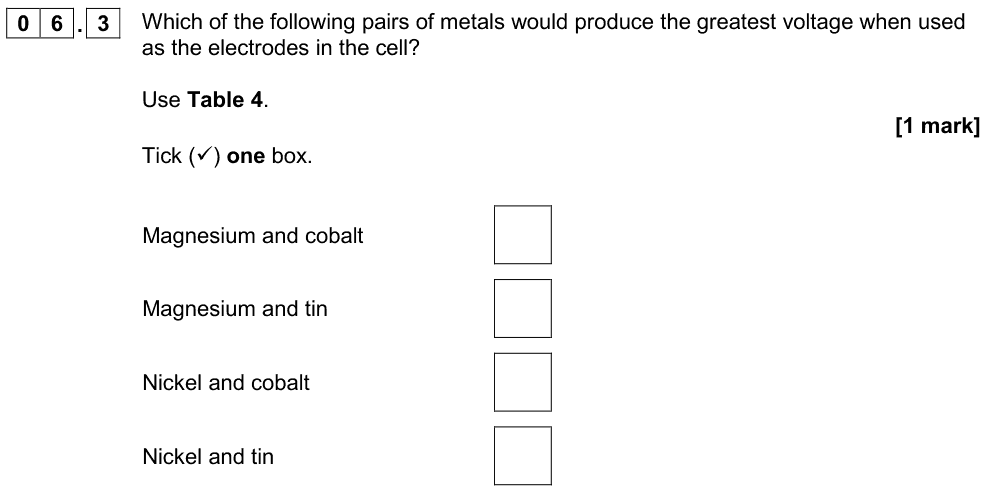 0 6 . 3 Which of the following pairs of metals would produce the greatest voltage when used
as the electrodes in the cell?
Use Table 4.
[1 mark]
Tick (✓) one box.
Magnesium and cobalt
Magnesium and tin
Nickel and cobalt
Nickel and tin